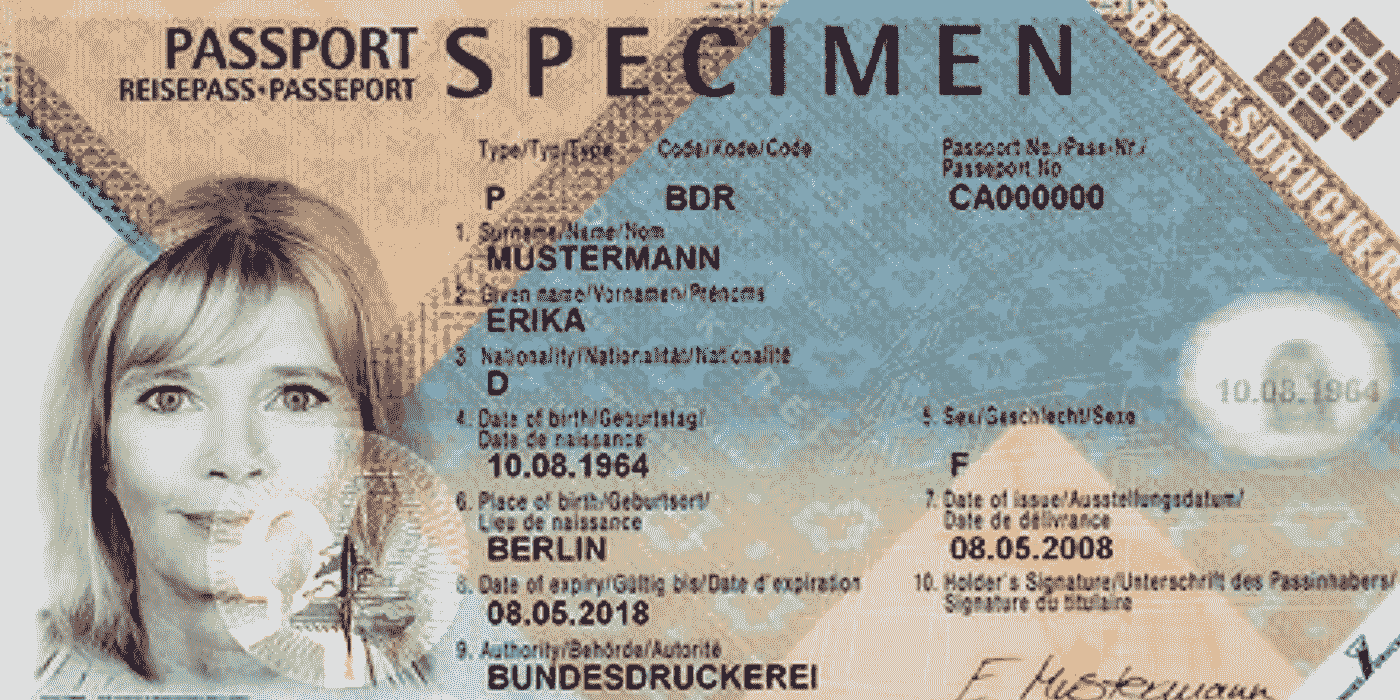 PASSPORT SPECIMEN
REISEPASS·PASSEPORT
BUNDESDRUCKEREI
Type/Typ/Type Code/Kode/Code Passport No./Pass-Nr./
Passeport No
P BDR CA000000
1. Surname/Name/Nom
MUSTERMANN
2. Given name/Vornamen/Prénoms
ERIKA
3 Nationality/Nationalität/Nationalité
D
10.08.1964
4. Date of birth/Geburtstag/ 5. Sex/Geschlecht/Sexe
Date de naissance
10.08.1964 F
6. Place of birth/Geburtsort/ 7. Date of issue/Ausstellungsdatum/
Lieu de naissance Date de délivrance
BERLIN 08.05.2008
8. Date of expiry/Gültig bis/Date d'expiration 10. Holder's Signature/Unterschrift des Passinhabers/
Signature du titulaire
08.05.2018
9. Authority/Behörde/Autorité
BUNDESDRUCKEREI E Mustermann